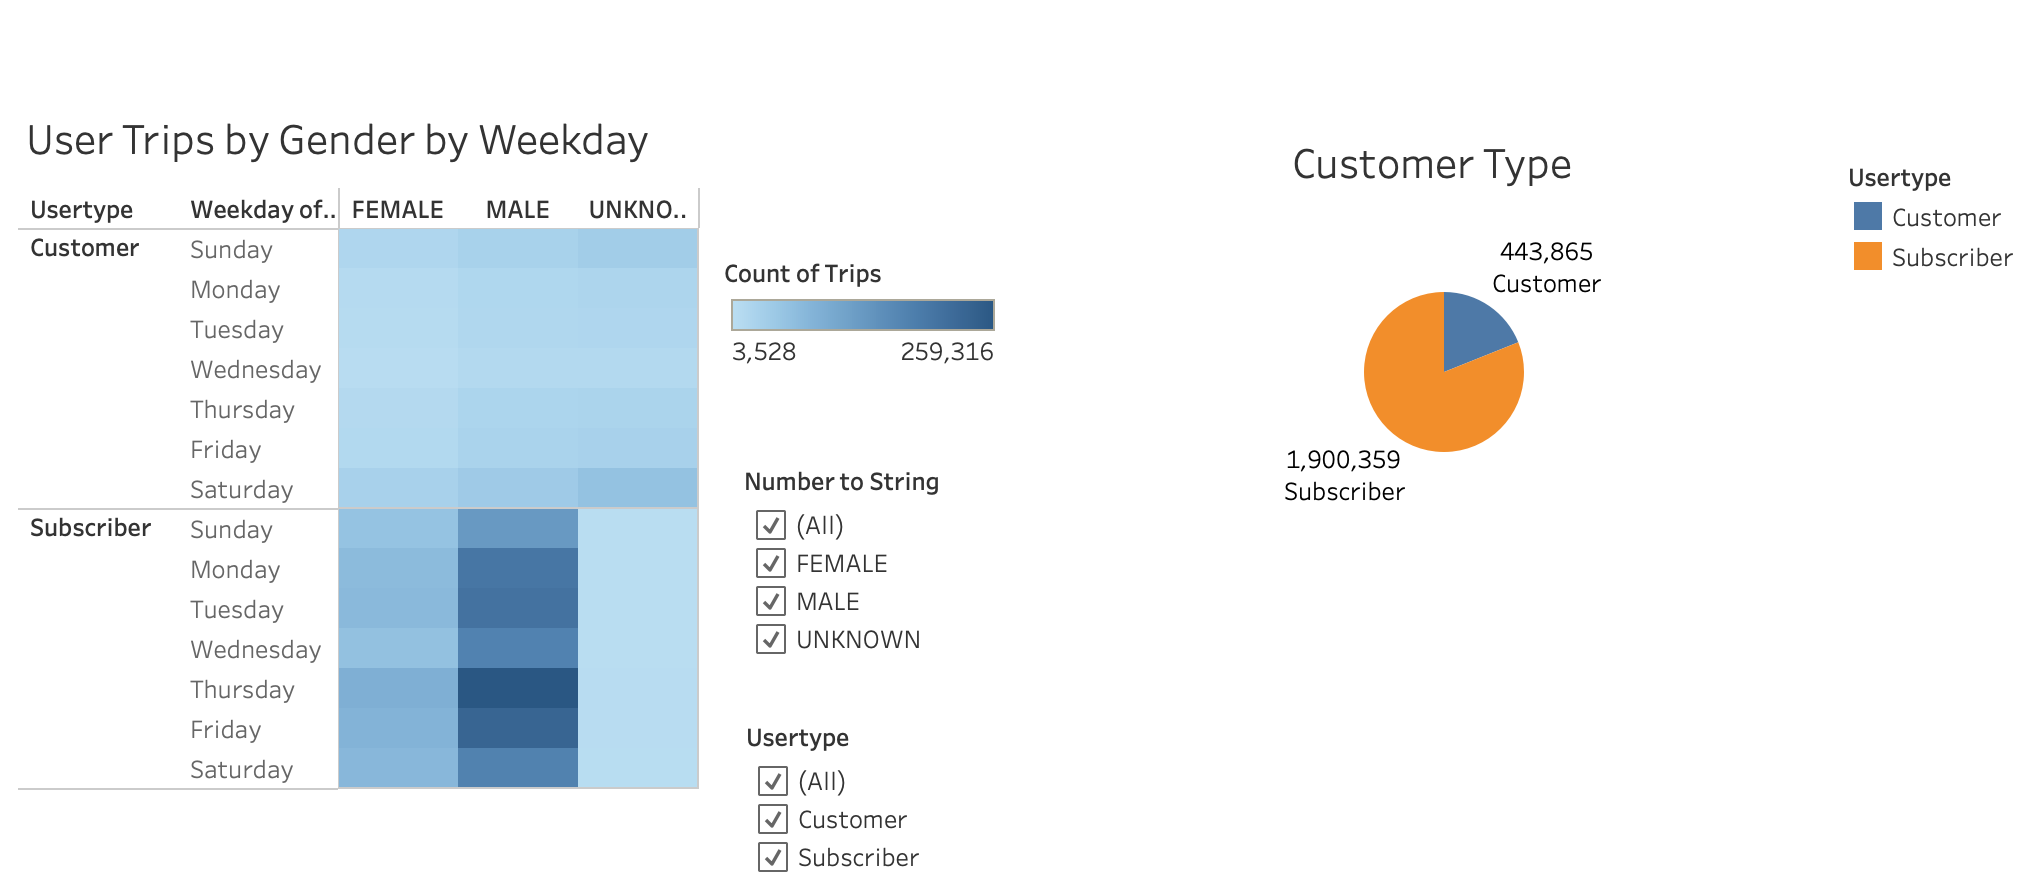 User Trips by Gender by Weekday
Usertype Weekday of.. FEMALE MALE UNKNO..
Customer Sunday
Monday
Tuesday
Wednesday
Thursday
Friday
Saturday
Subscriber Sunday
Monday
Tuesday
Wednesday
Thursday
Friday
Saturday
Count of Trips
3,528 259,316
Number to String
(All)
FEMALE
MALE
UNKNOWN
Usertype
(All)
Customer
Subscriber
Customer Type
443,865
Customer
1,900,359
Subscriber
Usertype
Customer
Subscriber